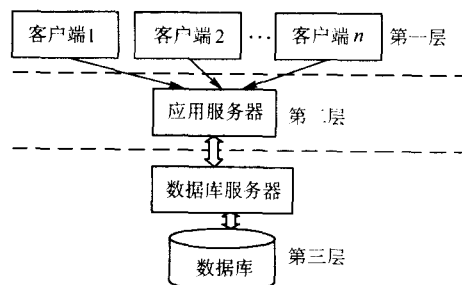 客户端1 客户端2 … 客户端n 第一层
应用服务器 第二层
数据库服务器
数据库 第三层